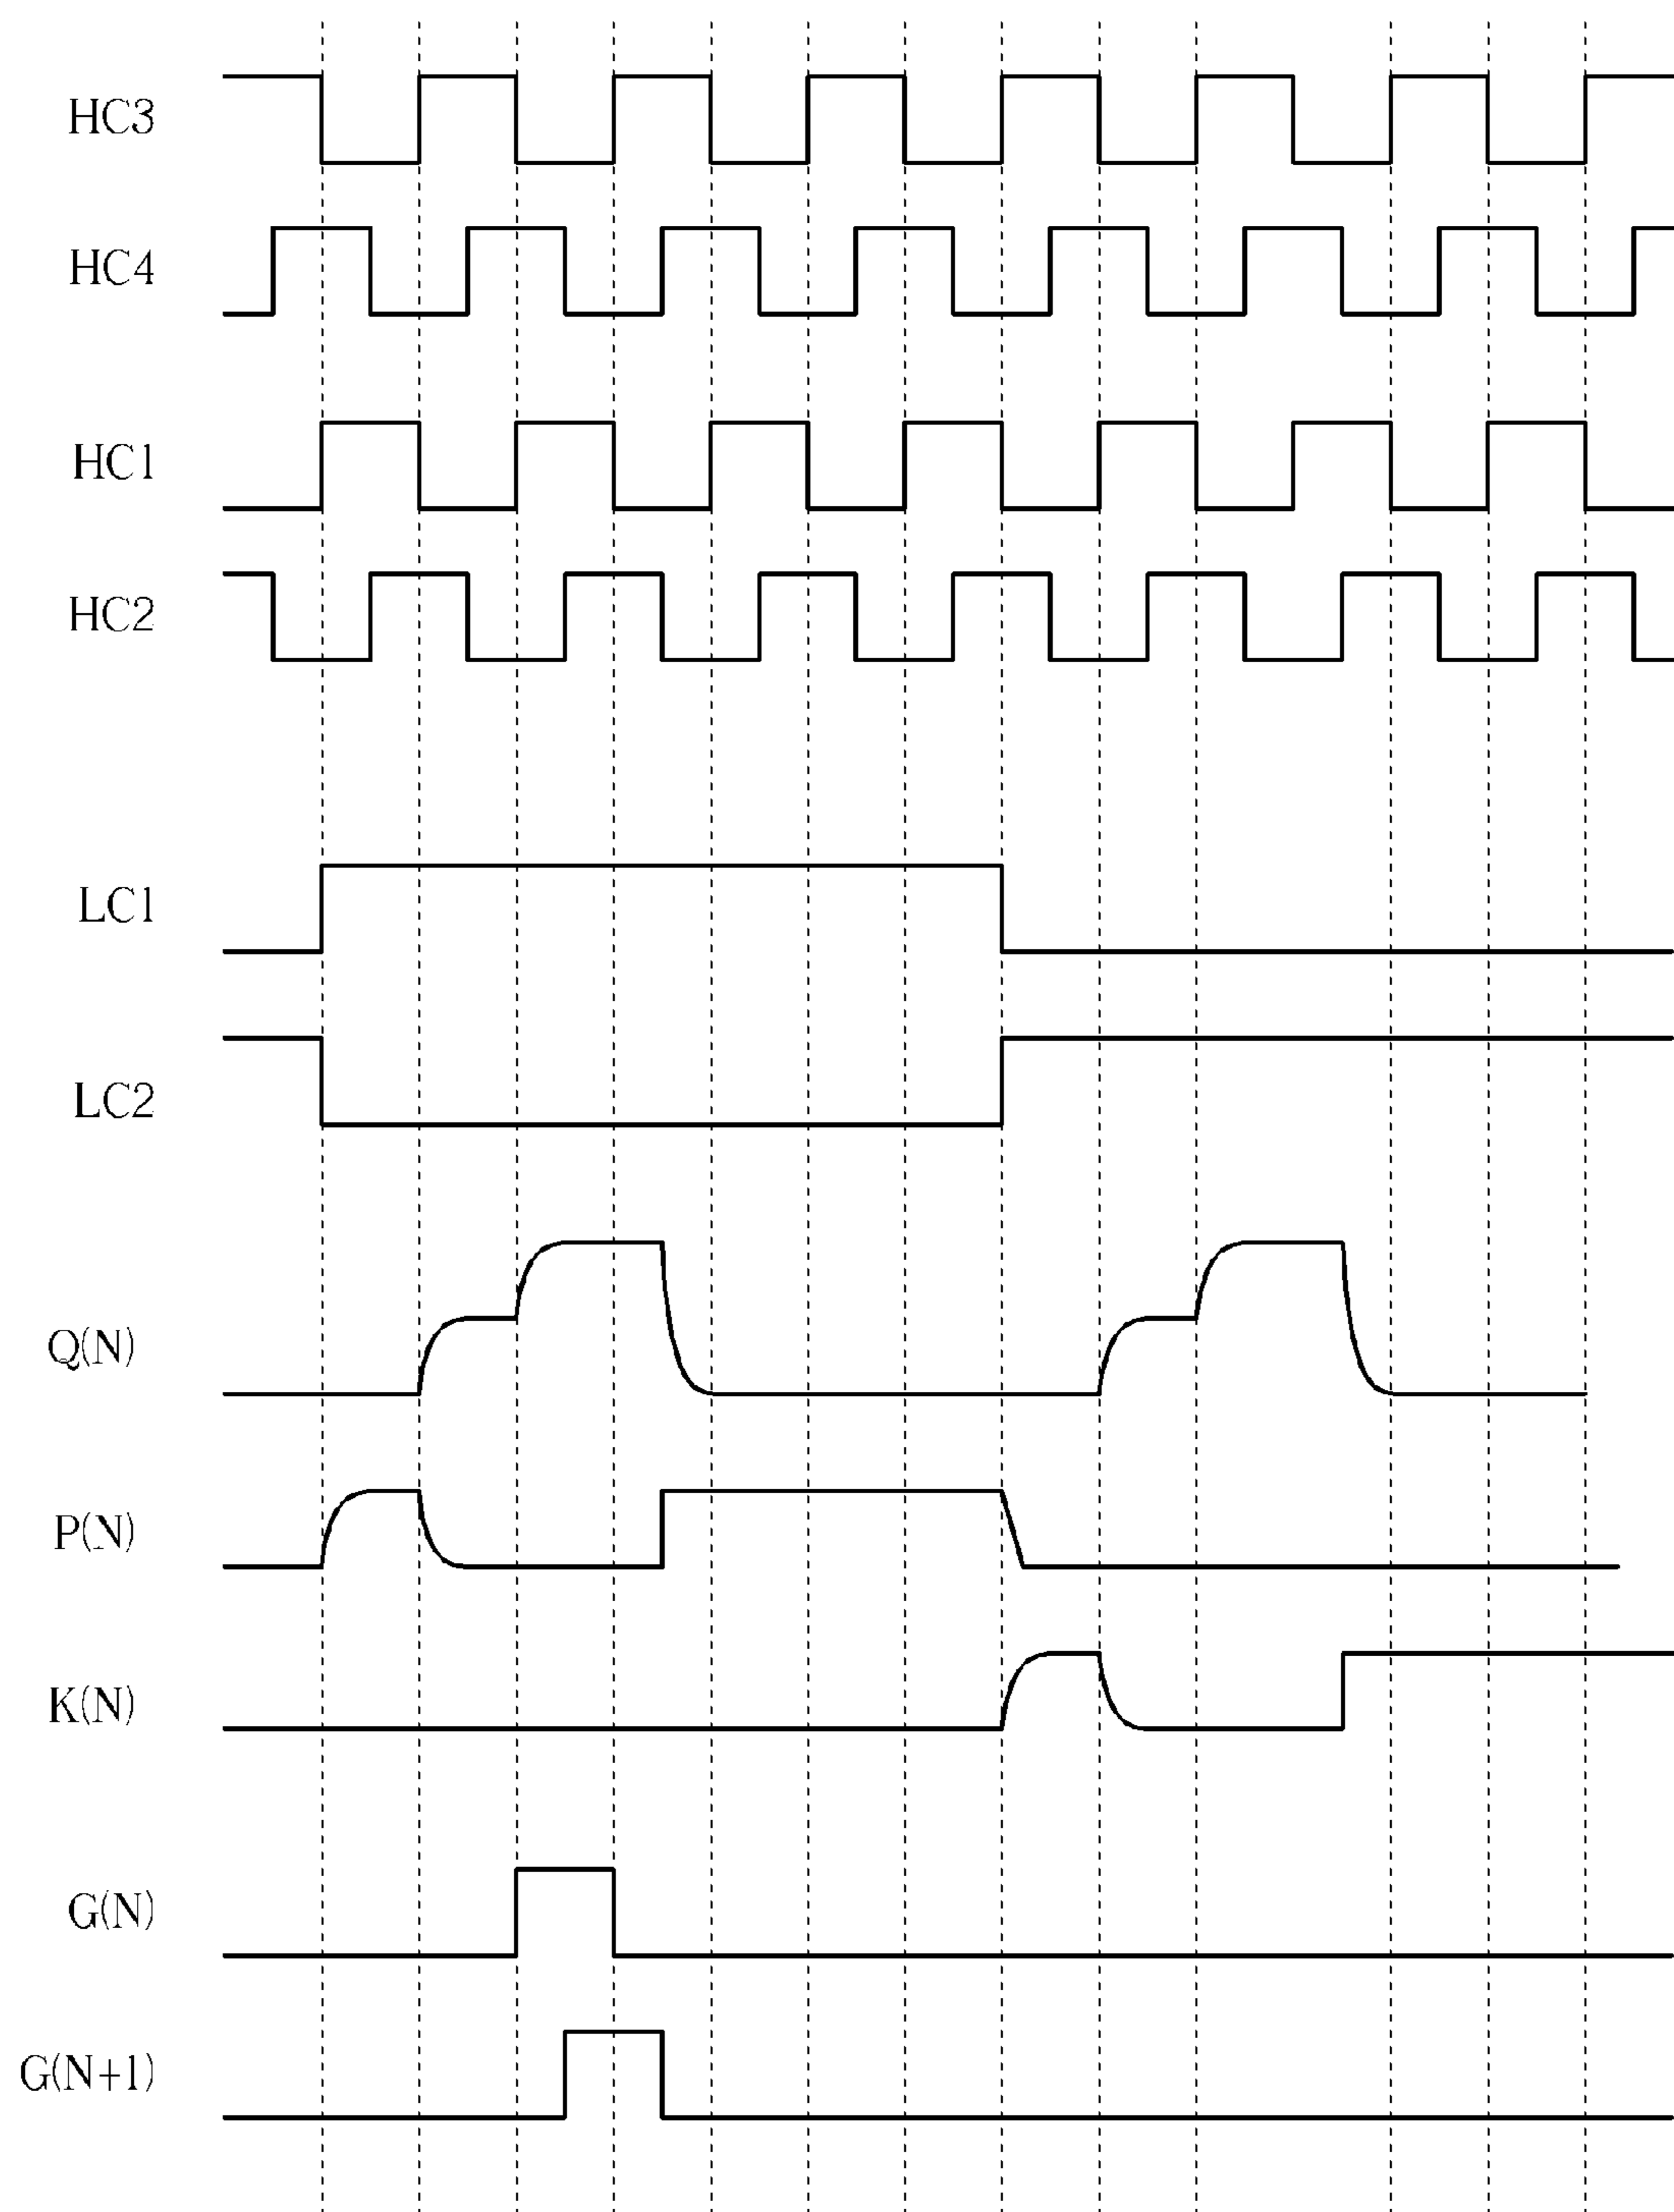 HC3
HC4
HC1
HC2
LC1
LC2
Q(N)
P(N)
K(N)
G(N)
G(N+1)